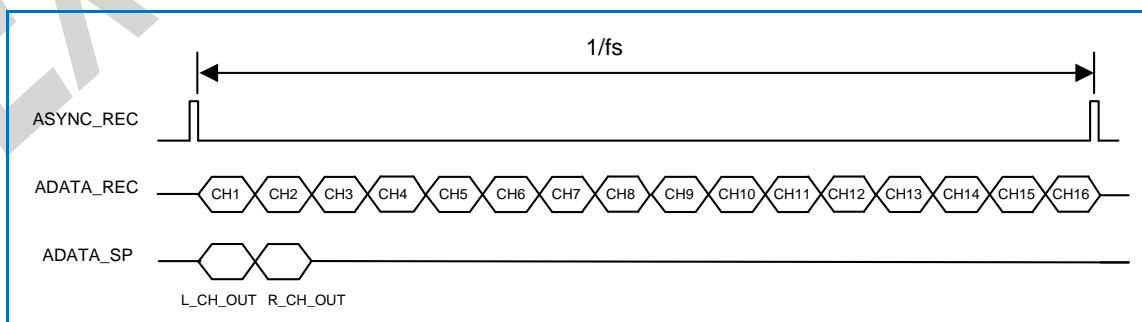 1/fs
ASYNC_REC
ADATA_REC CH1 CH2 CH3 CH4 CH5 CH6 CH7 CH8 CH9 CH10 CH11 CH12 CH13 CH14 CH15 CH16
ADATA_SP
L_CH_OUT R_CH_OUT